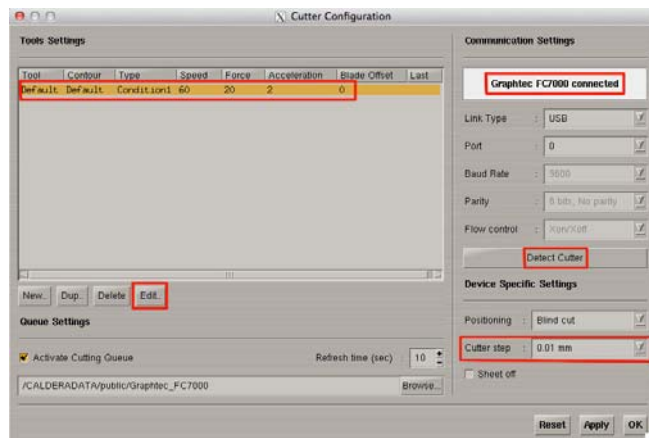 Cutter Configuration
Tools Settings
Tool Contour Type Speed Force Acceleration Blade Offset Last
Default Default Condition1 60 20 2 0
New.. Dup.. Delete Edit..
Queue Settings
Activate Cutting Queue Refresh time (sec) 10
/CALDERADATA/public/Graphtec_FC7000 Browse...
Communication Settings
Graphtec FC7000 connected
Link Type : USB
Port : 0
Baud Rate : 9600
Parity : 8 bits, No parity
Flow control : Xon/Xoff
Detect Cutter
Device Specific Settings
Positioning : Blind cut
Cutter step : 0.01 mm
Sheet off
Reset Apply OK